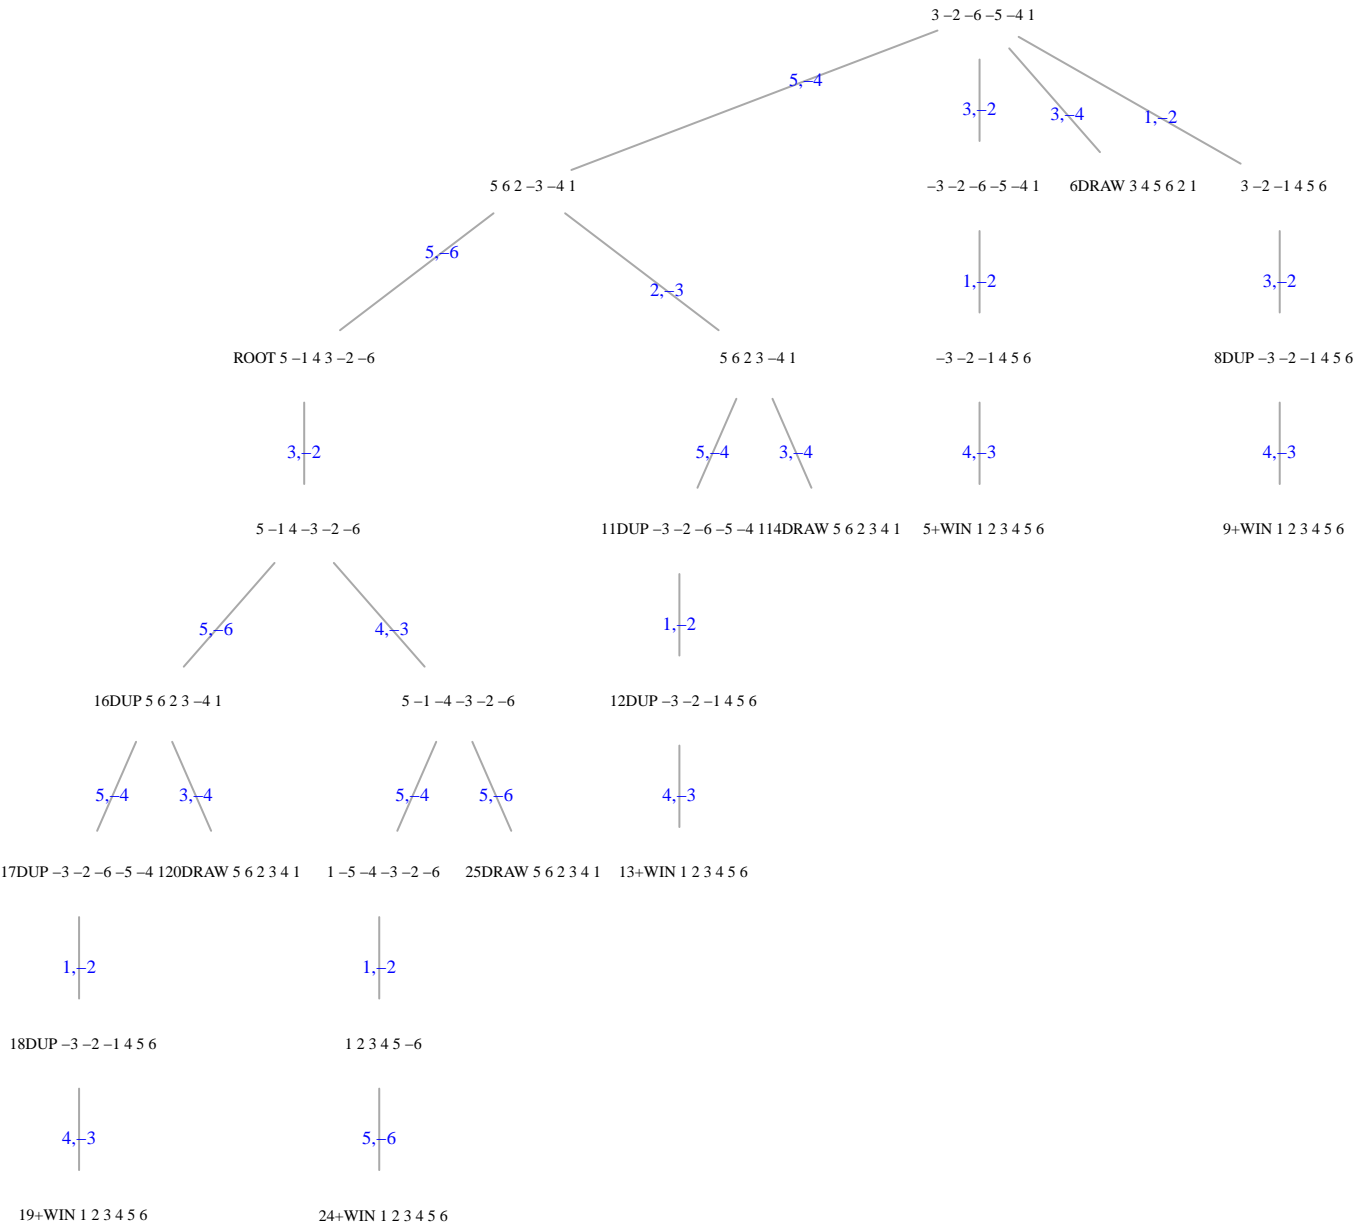 3 –2 –6 –5 –4 1
5,–4
3,–2
3,–4
1,–2
5 6 2 –3 –4 1
–3 –2 –6 –5 –4 1
6DRAW 3 4 5 6 2 1
3 –2 –1 4 5 6
5,–6
2,–3
1,–2
3,–2
ROOT 5 –1 4 3 –2 –6
5 6 2 3 –4 1
–3 –2 –1 4 5 6
8DUP –3 –2 –1 4 5 6
3,–2
5,–4
3,–4
4,–3
4,–3
5 –1 4 –3 –2 –6
11DUP –3 –2 –6 –5 –4 1
14DRAW 5 6 2 3 4 1
5+WIN 1 2 3 4 5 6
9+WIN 1 2 3 4 5 6
5,–6
4,–3
1,–2
16DUP 5 6 2 3 –4 1
5 –1 –4 –3 –2 –6
12DUP –3 –2 –1 4 5 6
5,–4
3,–4
5,–4
5,–6
4,–3
17DUP –3 –2 –6 –5 –4 1
20DRAW 5 6 2 3 4 1
1 –5 –4 –3 –2 –6
25DRAW 5 6 2 3 4 1
13+WIN 1 2 3 4 5 6
1,–2
1,–2
18DUP –3 –2 –1 4 5 6
1 2 3 4 5 –6
4,–3
5,–6
19+WIN 1 2 3 4 5 6
24+WIN 1 2 3 4 5 6